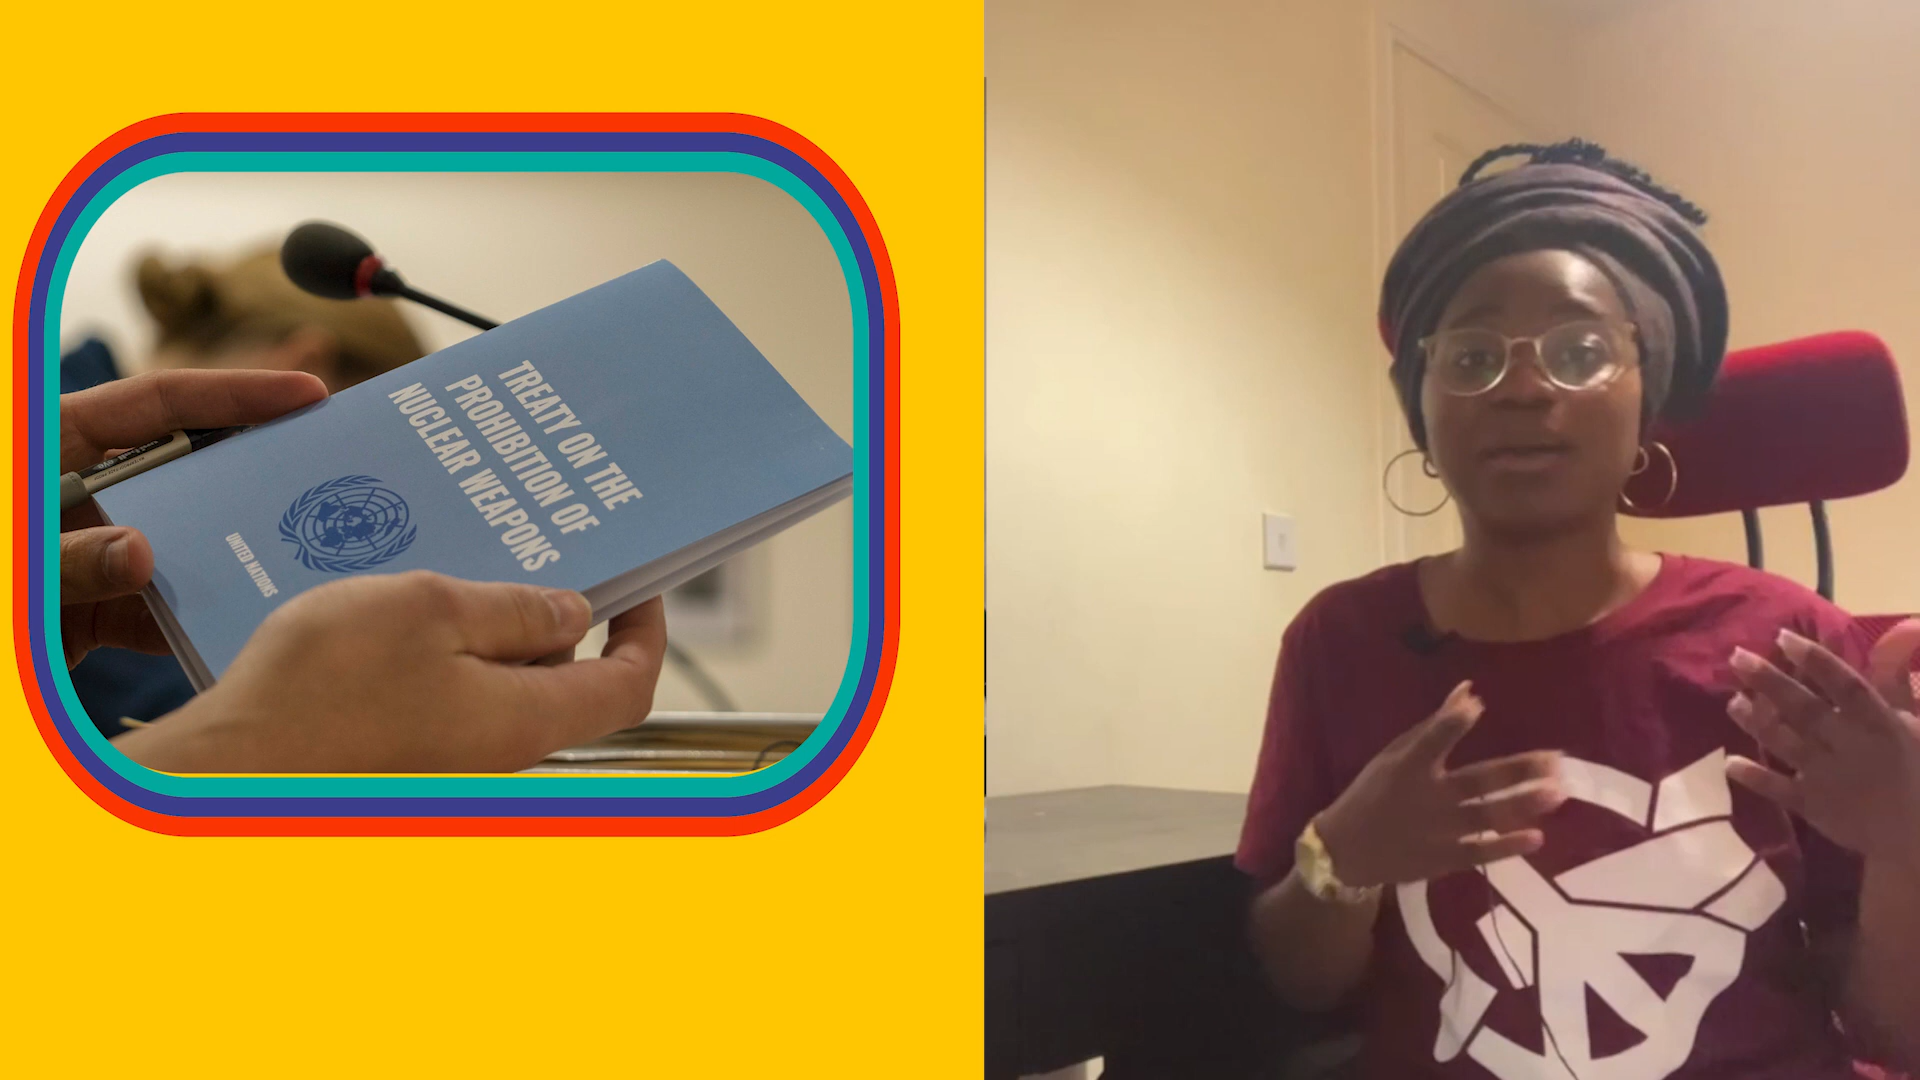 TREATY ON THE
PROHIBITION OF
NUCLEAR WEAPONS
UNITED NATIONS